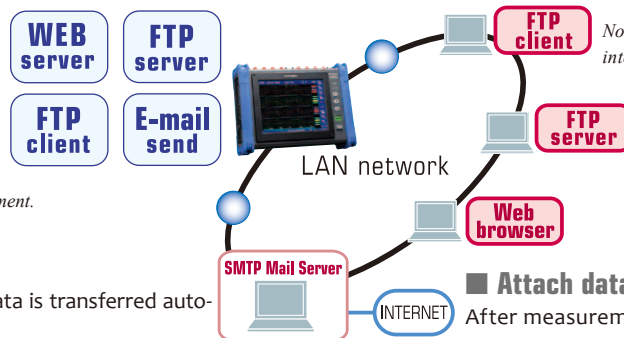 WEB
server
FTP
server
FTP
client
E-mail
send
FTP
client
No
FTP
server
LAN network
ment.
Web
browser
SMTP Mail Server
ata is transferred auto-
INTERNET
■ Attach data
After measurem